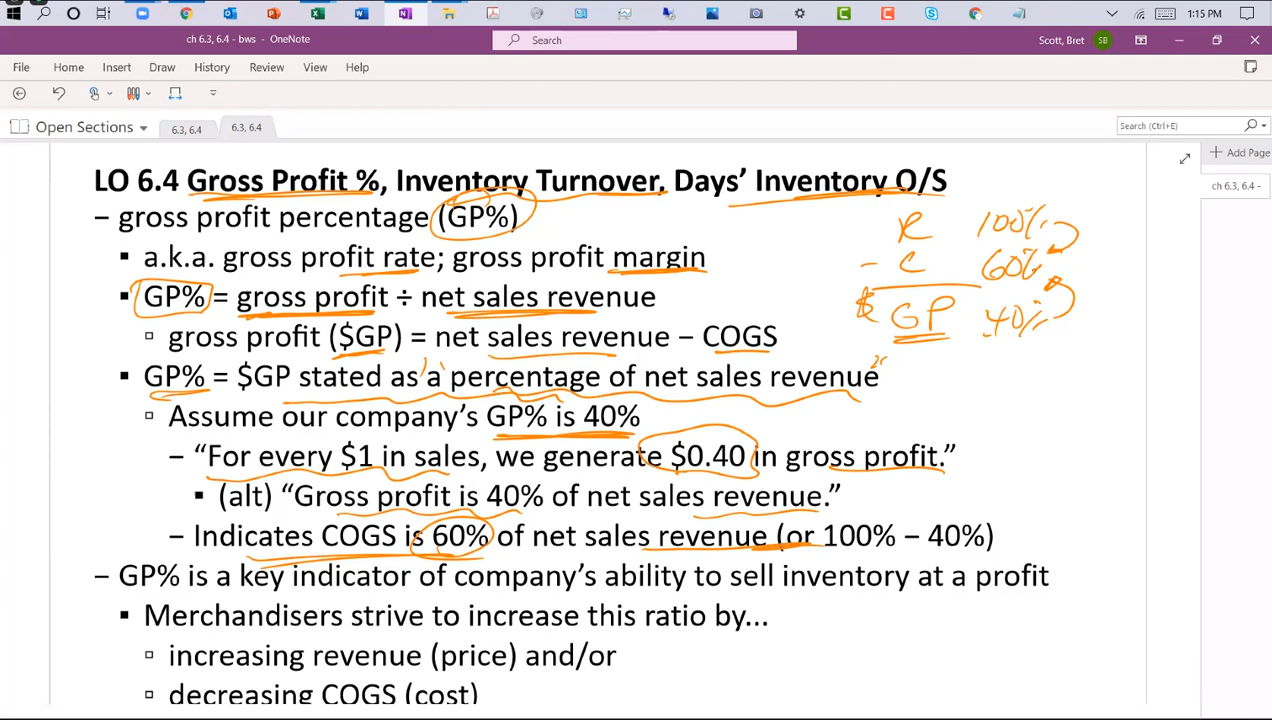 1:15 PM
ch 6.3, 6.4 - bws - OneNote
Search
Scott, Bret
SB
File Home Insert Draw History Review View Help
Open Sections
6.3, 6.4
6.3, 6.4
Search (Ctrl+E)
Add Page
ch 6.3, 6.4 -
LO 6.4 Gross Profit %, Inventory Turnover, Days’ Inventory O/S
− gross profit percentage (GP%)
▪ a.k.a. gross profit rate; gross profit margin
▪ GP% = gross profit ÷ net sales revenue
▫ gross profit ($GP) = net sales revenue − COGS
▪ GP% = $GP stated as a percentage of net sales revenue
▫ Assume our company’s GP% is 40%
− “For every $1 in sales, we generate $0.40 in gross profit.”
▪ (alt) “Gross profit is 40% of net sales revenue.”
− Indicates COGS is 60% of net sales revenue (or 100% − 40%)
− GP% is a key indicator of company’s ability to sell inventory at a profit
▪ Merchandisers strive to increase this ratio by...
▫ increasing revenue (price) and/or
▫ decreasing COGS (cost)
R 100%
− C 60%
$ GP 40%